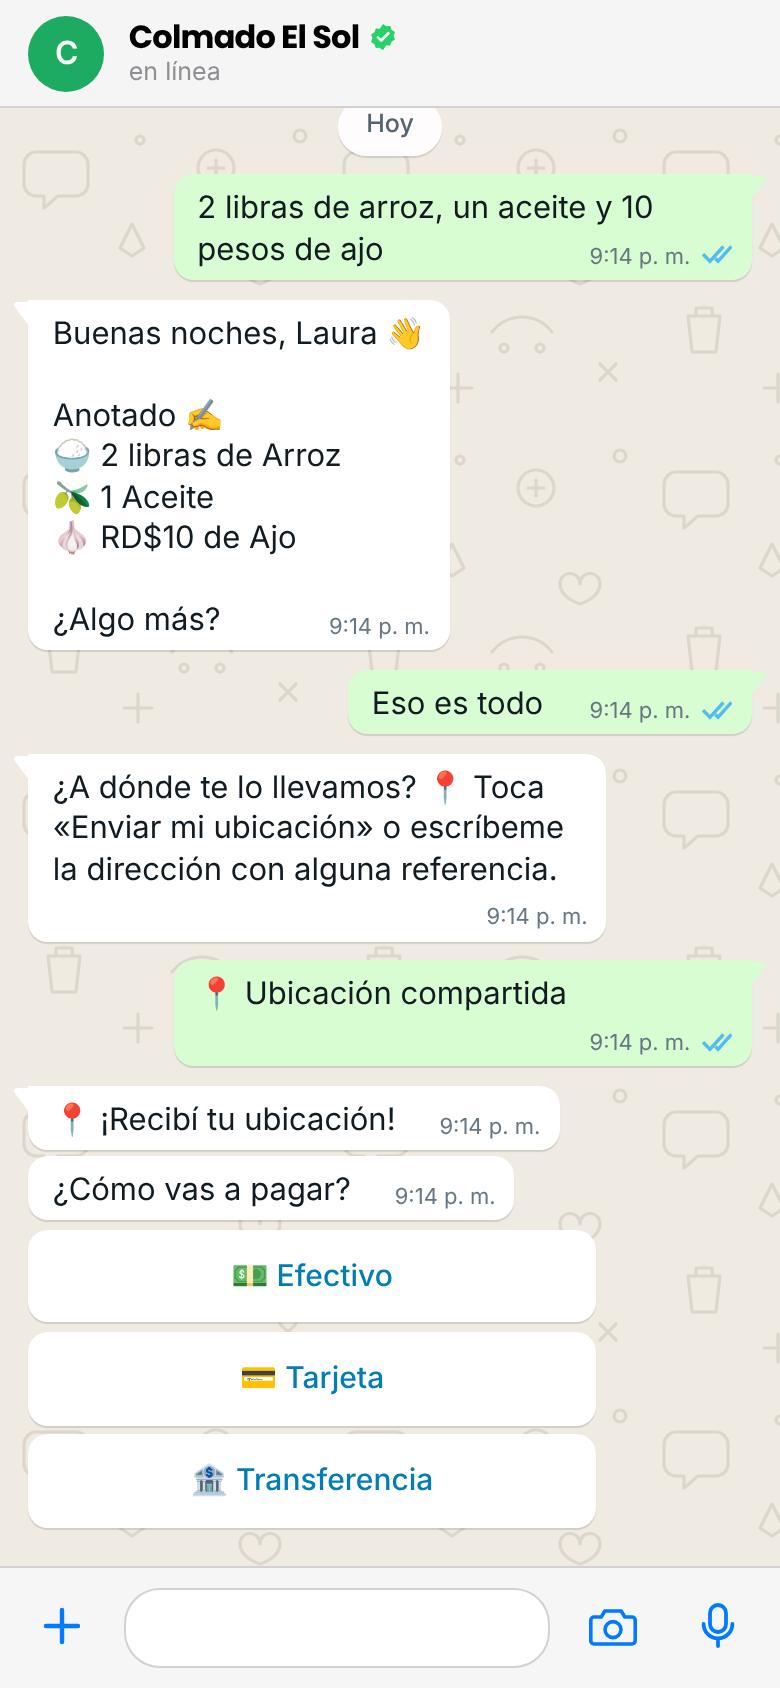 C
Colmado El Sol
en línea
Hoy
2 libras de arroz, un aceite y 10
pesos de ajo
9:14 p. m.
Buenas noches, Laura 👋
Anotado ✍️
🍚 2 libras de Arroz
🫒 1 Aceite
🧄 RD$10 de Ajo
¿Algo más?
9:14 p. m.
Eso es todo
9:14 p. m.
¿A dónde te lo llevamos? 📍 Toca
«Enviar mi ubicación» o escríbeme
la dirección con alguna referencia.
9:14 p. m.
📍 Ubicación compartida
9:14 p. m.
📍 ¡Recibí tu ubicación!
9:14 p. m.
¿Cómo vas a pagar?
9:14 p. m.
💵 Efectivo
💳 Tarjeta
🏦 Transferencia